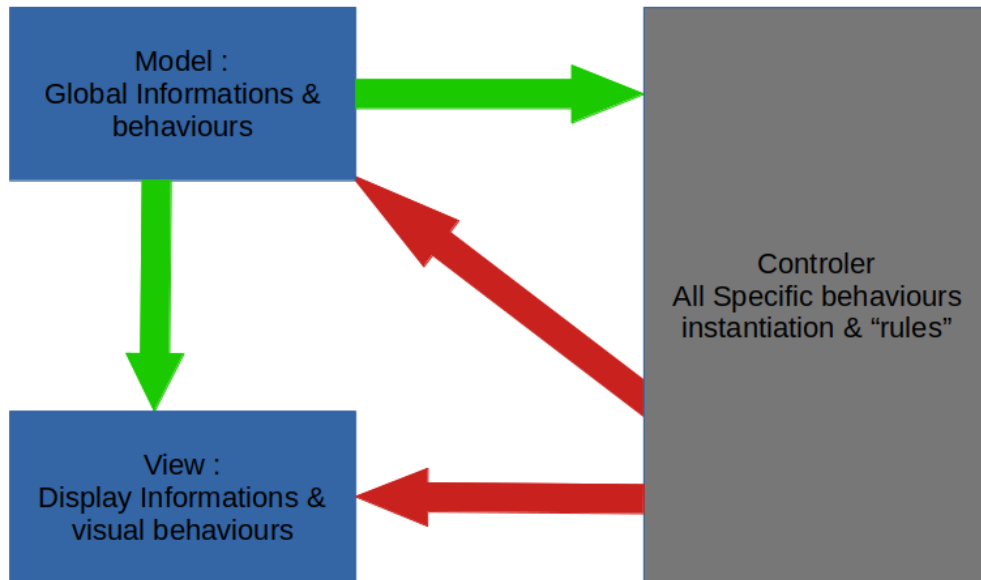 Model :
Global Informations &
behaviours
Controler
All Specific behaviours
instantiation & “rules”
View :
Display Informations &
visual behaviours